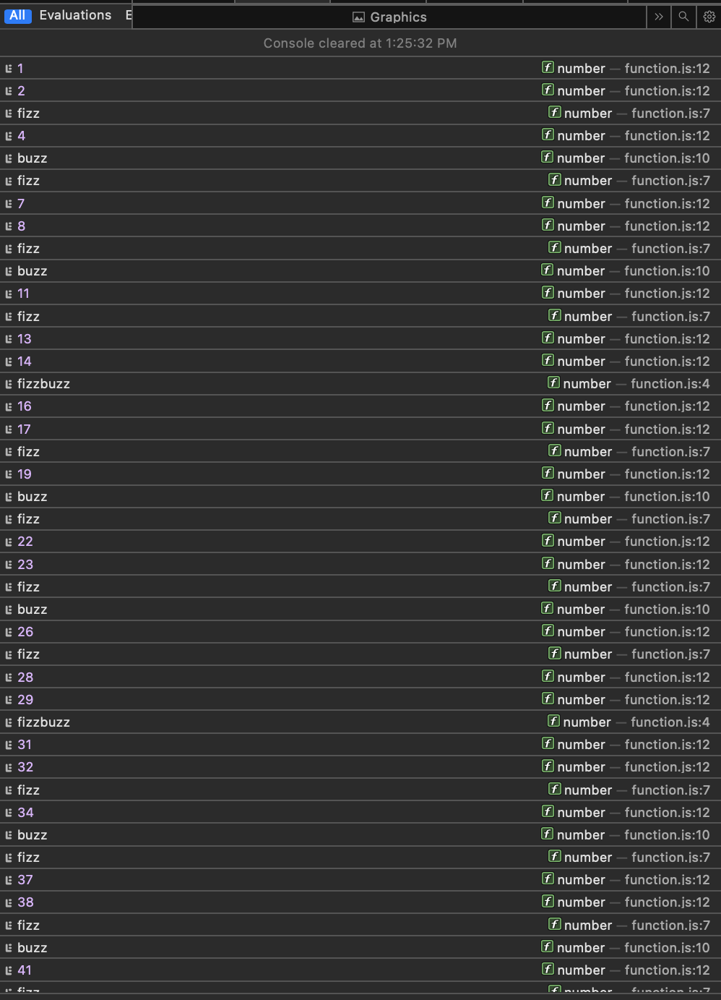 All Evaluations E
Graphics
Console cleared at 1:25:32 PM
1 f number — function.js:12
2 f number — function.js:12
fizz f number — function.js:7
4 f number — function.js:12
buzz f number — function.js:10
fizz f number — function.js:7
7 f number — function.js:12
8 f number — function.js:12
fizz f number — function.js:7
buzz f number — function.js:10
11 f number — function.js:12
fizz f number — function.js:7
13 f number — function.js:12
14 f number — function.js:12
fizzbuzz f number — function.js:4
16 f number — function.js:12
17 f number — function.js:12
fizz f number — function.js:7
19 f number — function.js:12
buzz f number — function.js:10
fizz f number — function.js:7
22 f number — function.js:12
23 f number — function.js:12
fizz f number — function.js:7
buzz f number — function.js:10
26 f number — function.js:12
fizz f number — function.js:7
28 f number — function.js:12
29 f number — function.js:12
fizzbuzz f number — function.js:4
31 f number — function.js:12
32 f number — function.js:12
fizz f number — function.js:7
34 f number — function.js:12
buzz f number — function.js:10
fizz f number — function.js:7
37 f number — function.js:12
38 f number — function.js:12
fizz f number — function.js:7
buzz f number — function.js:10
41 f number — function.js:12
fizz f number — function.js:7